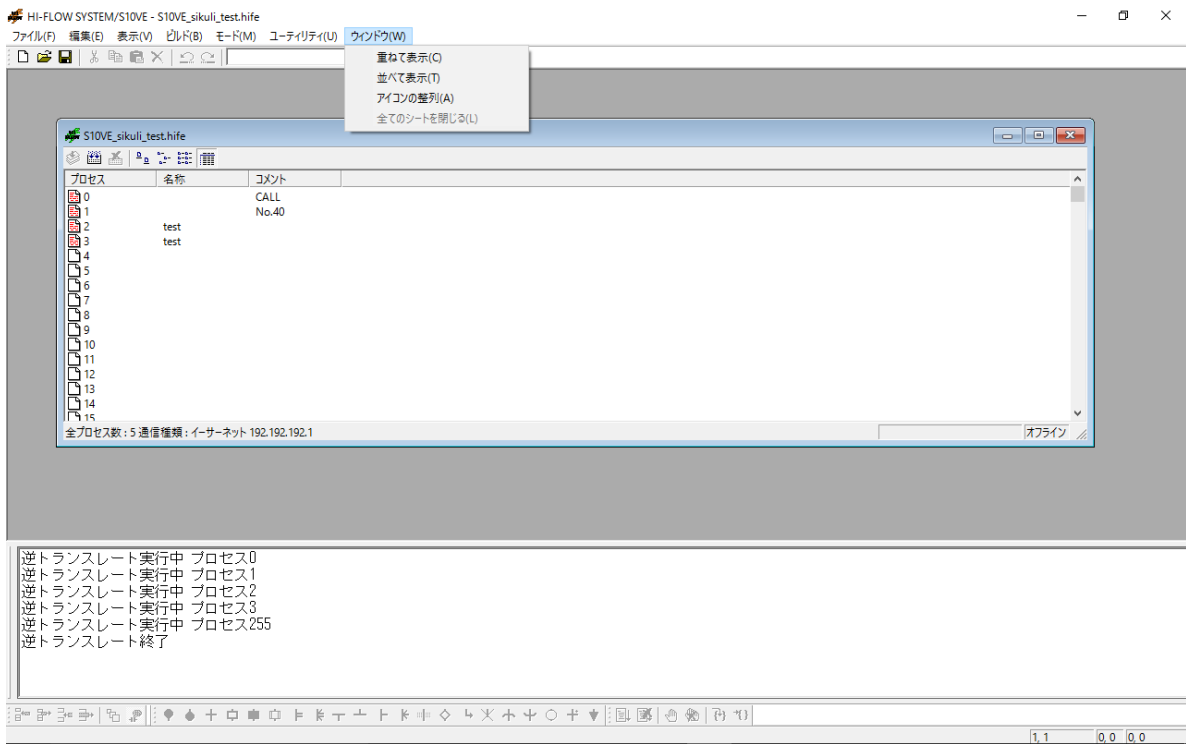 HI-FLOW SYSTEM/S10VE - S10VE_sikuli_test.hife
ファイル(F) 編集(E) 表示(V) ビルド(B) モード(M) ユーティリティ(U) ウィンドウ(W)
重ねて表示(C)
並べて表示(T)
アイコンの整列(A)
全てのシートを閉じる(L)
S10VE_sikuli_test.hife
プロセス 名称 コメント
0 CALL
1 No.40
2 test
3 test
4
5
6
7
8
9
10
11
12
13
14
15
全プロセス数 : 5 通信種類 : イーサーネット 192.192.192.1 オフライン
逆トランスレート実行中 プロセス0
逆トランスレート実行中 プロセス1
逆トランスレート実行中 プロセス2
逆トランスレート実行中 プロセス3
逆トランスレート実行中 プロセス255
逆トランスレート終了
1, 1 0, 0 0, 0